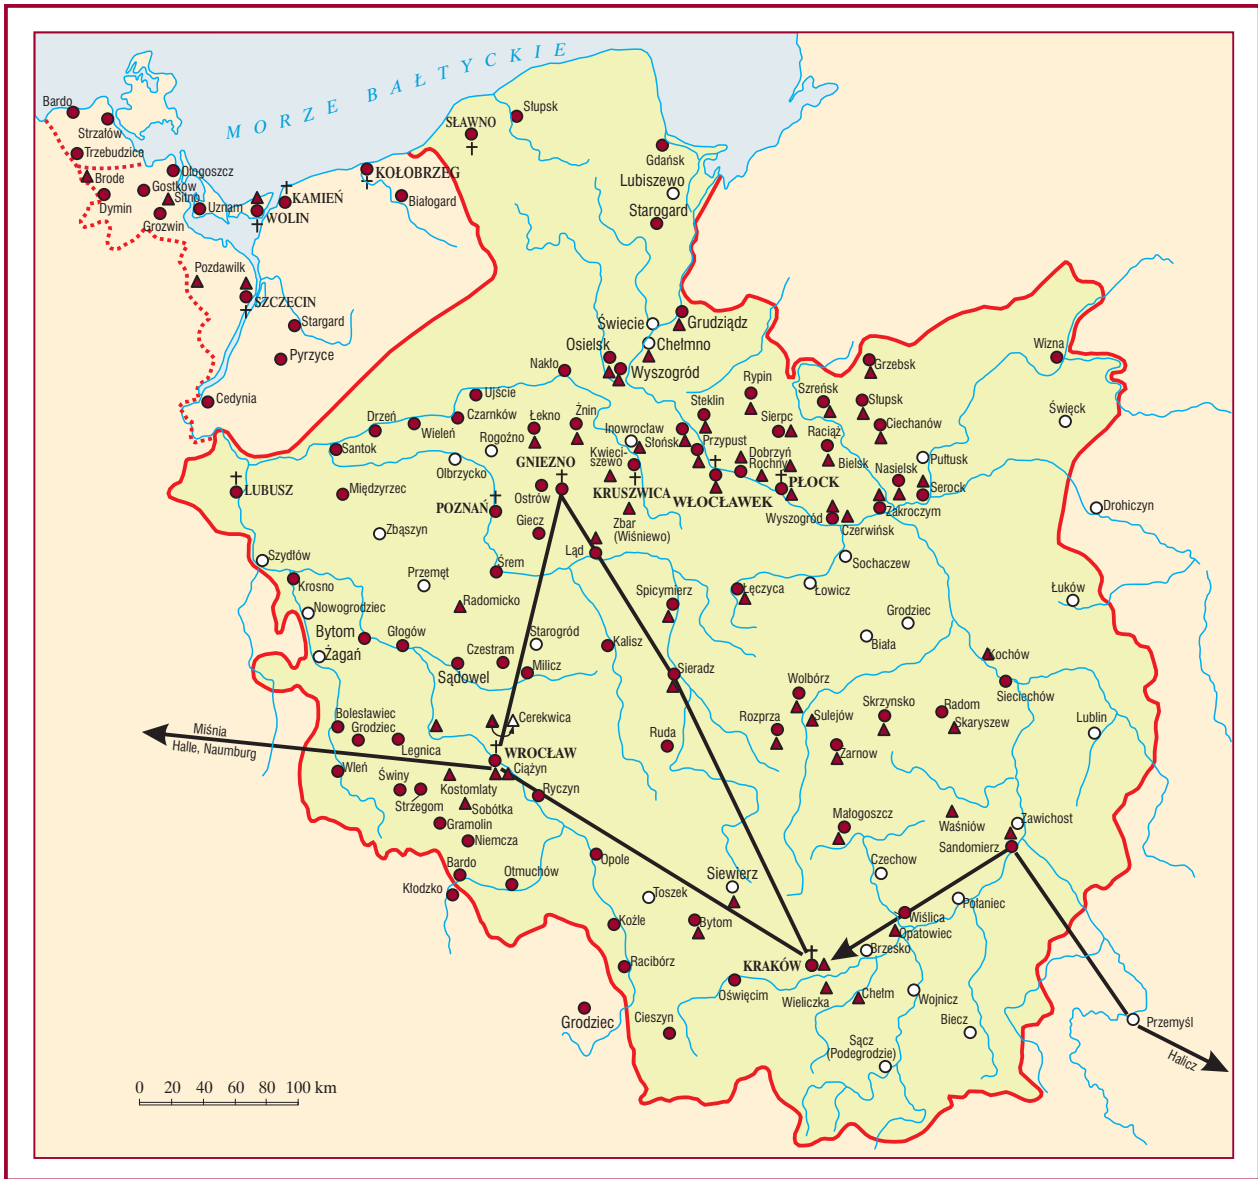 MORZE BAŁTYCKIE
Bardo
Strzałów
Trzebudzice
Brode
Dymin
Ologoszcz
Gostków
Sitno
Grozwin
Uznam
WOLIN
KAMIEŃ
KOŁOBRZEG
Białogard
SŁAWNO
Słupsk
Gdańsk
Lubiszewo
Starogard
Pozdawilk
SZCZECIN
Stargard
Pyrzyce
Cedynia
Świecie
Grudziądz
Chełmno
Osielsk
Wyszogród
Nakło
Rypin
Szreńsk
Grzebsk
Wizna
Ujście
Steklin
Słupsk
Święck
Drzeń
Wieleń
Czarnków
Łekno
Żnin
Inowrocław
Słońsk
Sierpc
Raciąż
Ciechanów
Santok
Rogoźno
Olbrzycko
GNIEZNO
Kwieci-
szewo
Przypust
Dobrzyń
Rochny
Bielsk
Nasielsk
Pułtusk
LUBUSZ
Międzyrzec
POZNAŃ
Ostrów
KRUSZWICA
WŁOCŁAWEK
PŁOCK
Serock
Drohiczyn
Zbąszyn
Giecz
Zbar
(Wiśniewo)
Wyszogród
Czerwińsk
Zakroczym
Szydłów
Ląd
Sochaczew
Krosno
Przemęt
Śrem
Spicymierz
Łęczyca
Łowicz
Łuków
Nowogrodziec
Radomicko
Grodziec
Bytom
Głogów
Starogród
Kalisz
Biała
Żagań
Czestram
Sądowel
Milicz
Sieradz
Kochów
Sieciechów
Wolbórz
Skrzynsko
Radom
Skaryszew
Lublin
Bolesławiec
Grodziec
Cerekwica
Rozprza
Sulejów
Miśnia
Halle, Naumburg
Legnica
WROCŁAW
Ruda
Żarnow
Wleń
Świny
Ciążyn
Kostomlaty
Ryczyn
Strzegom
Sobótka
Gramolin
Niemcza
Małogoszcz
Waśniów
Zawichost
Sandomierz
Bardo
Otmuchów
Opole
Siewierz
Czechow
Kłodzko
Toszek
Połaniec
Koźle
Bytom
Wiślica
Opatowiec
Brzesko
Racibórz
KRAKÓW
Oświęcim
Wieliczka
Chełm
Wojnicz
Grodziec
Cieszyn
Biecz
Przemyśl
Sącz
(Podegrodzie)
Halicz
0 20 40 60 80 100 km